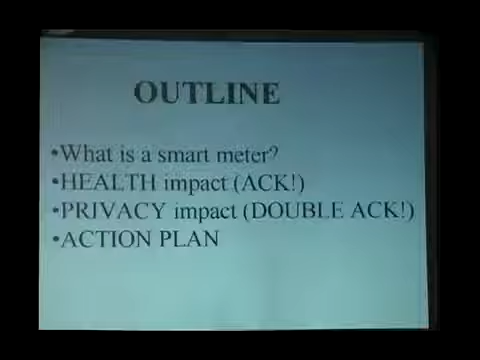 OUTLINE
•What is a smart meter?
•HEALTH impact (ACK!)
•PRIVACY impact (DOUBLE ACK!)
•ACTION PLAN